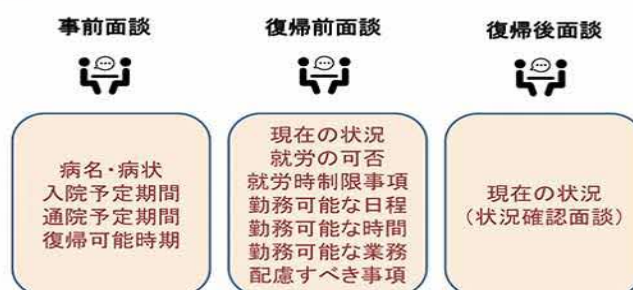 事前面談
病名・病状
入院予定期間
通院予定期間
復帰可能時期
復帰前面談
現在の状況
就労の可否
就労時制限事項
勤務可能な日程
勤務可能な時間
勤務可能な業務
配慮すべき事項
復帰後面談
現在の状況
(状況確認面談)